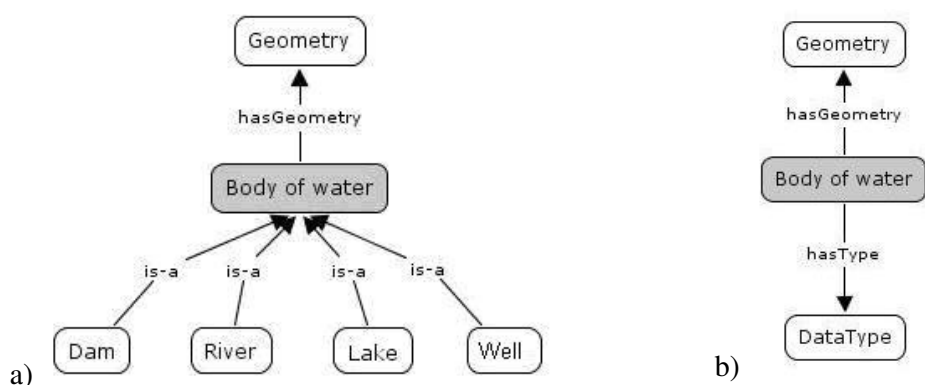 Geometry
hasGeometry
Body of water
is-a is-a is-a is-a
Dam River Lake Well
a)
Geometry
hasGeometry
Body of water
hasType
DataType
b)